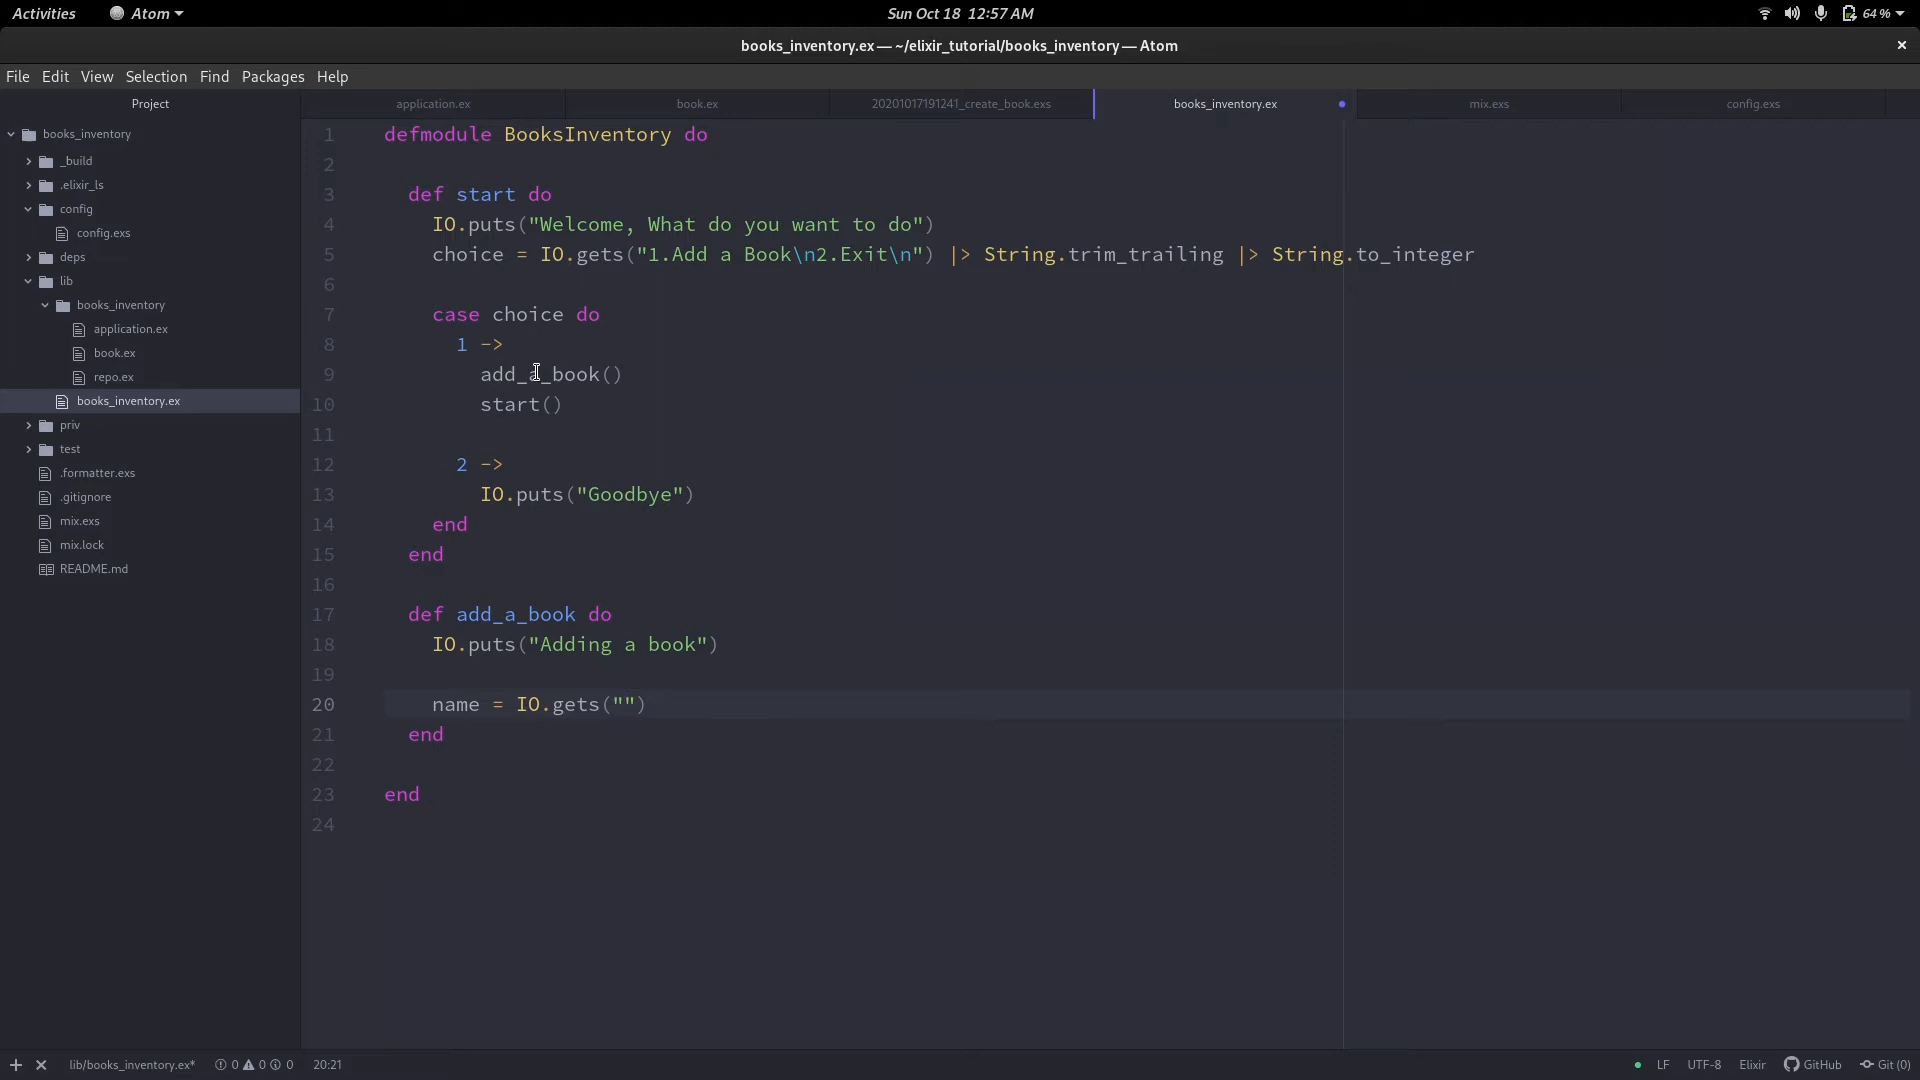 Activities Atom Sun Oct 18 12:57 AM 64 %
books_inventory.ex — ~/elixir_tutorial/books_inventory — Atom
File Edit View Selection Find Packages Help
Project
books_inventory
_build
.elixir_ls
config
config.exs
deps
lib
books_inventory
application.ex
book.ex
repo.ex
books_inventory.ex
priv
test
.formatter.exs
.gitignore
mix.exs
mix.lock
README.md
application.ex book.ex 20201017191241_create_book.exs books_inventory.ex mix.exs config.exs
1 defmodule BooksInventory do
2
3 def start do
4 IO.puts("Welcome, What do you want to do")
5 choice = IO.gets("1.Add a Book\n2.Exit\n") |> String.trim_trailing |> String.to_integer
6
7 case choice do
8 1 ->
9 add_a_book()
10 start()
11
12 2 ->
13 IO.puts("Goodbye")
14 end
15 end
16
17 def add_a_book do
18 IO.puts("Adding a book")
19
20 name = IO.gets("")
21 end
22
23 end
24
lib/books_inventory.ex* 0 0 0 20:21 LF UTF-8 Elixir GitHub Git (0)